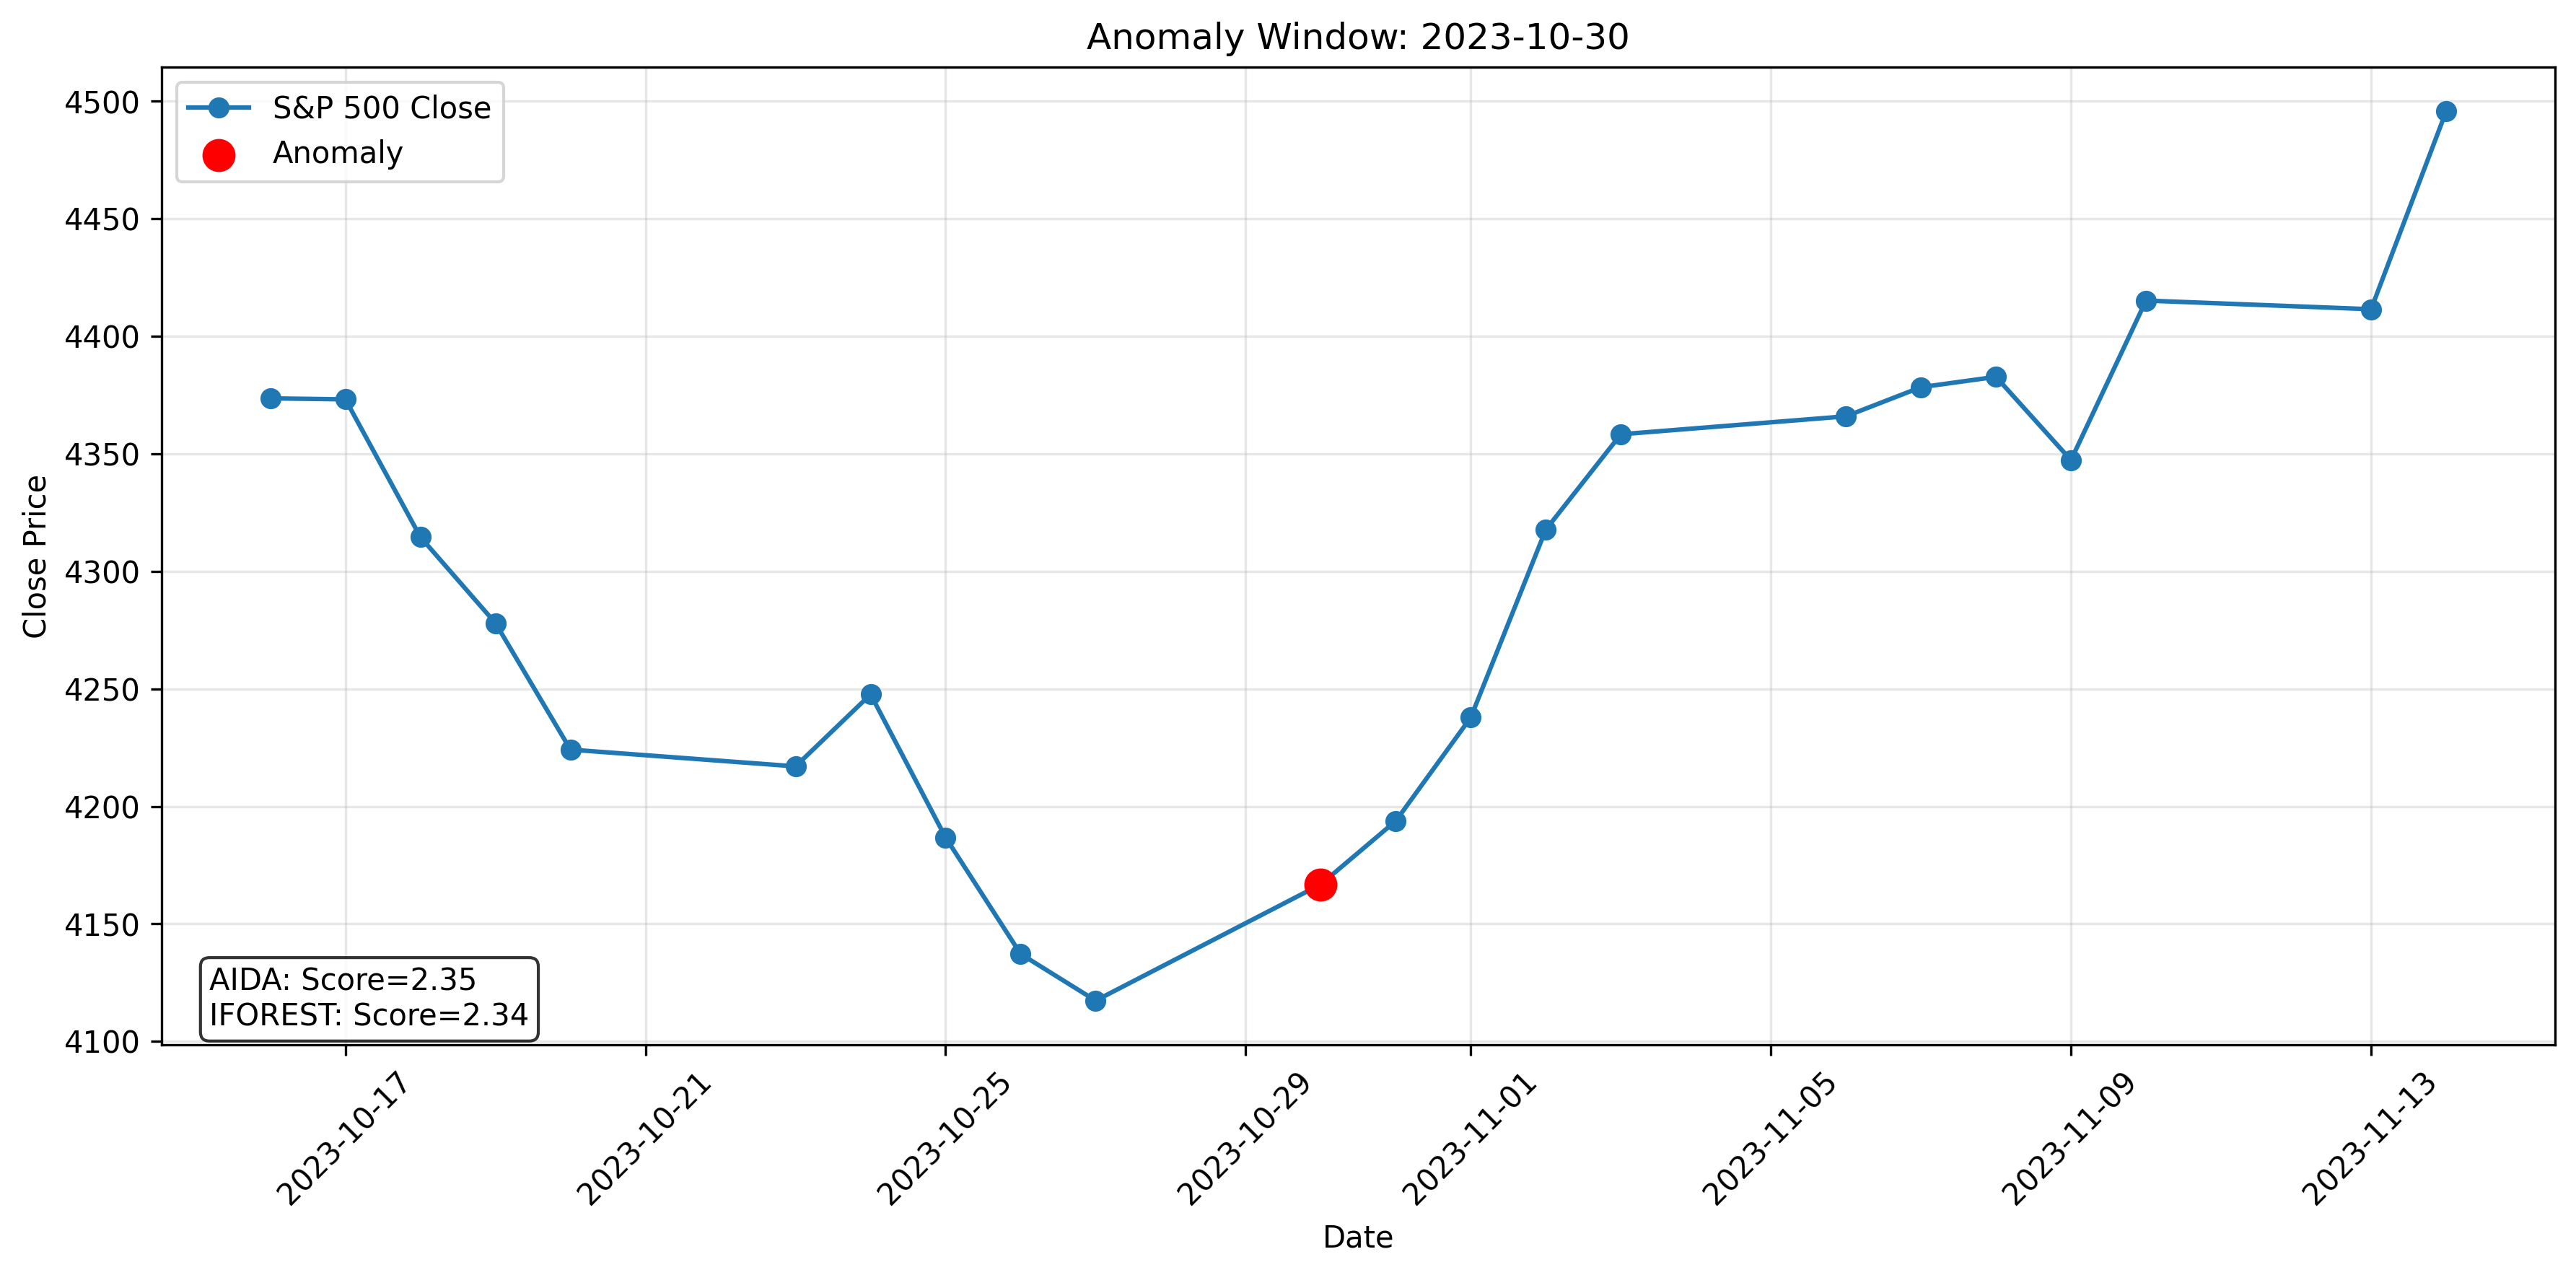 Anomaly Window: 2023-10-30
S&P 500 Close
Anomaly
4500
4450
4400
4350
4300
4250
4200
4150
4100
Close Price
AIDA: Score=2.35
IFOREST: Score=2.34
2023-10-17
2023-10-21
2023-10-25
2023-10-29
2023-11-01
2023-11-05
2023-11-09
2023-11-13
Date